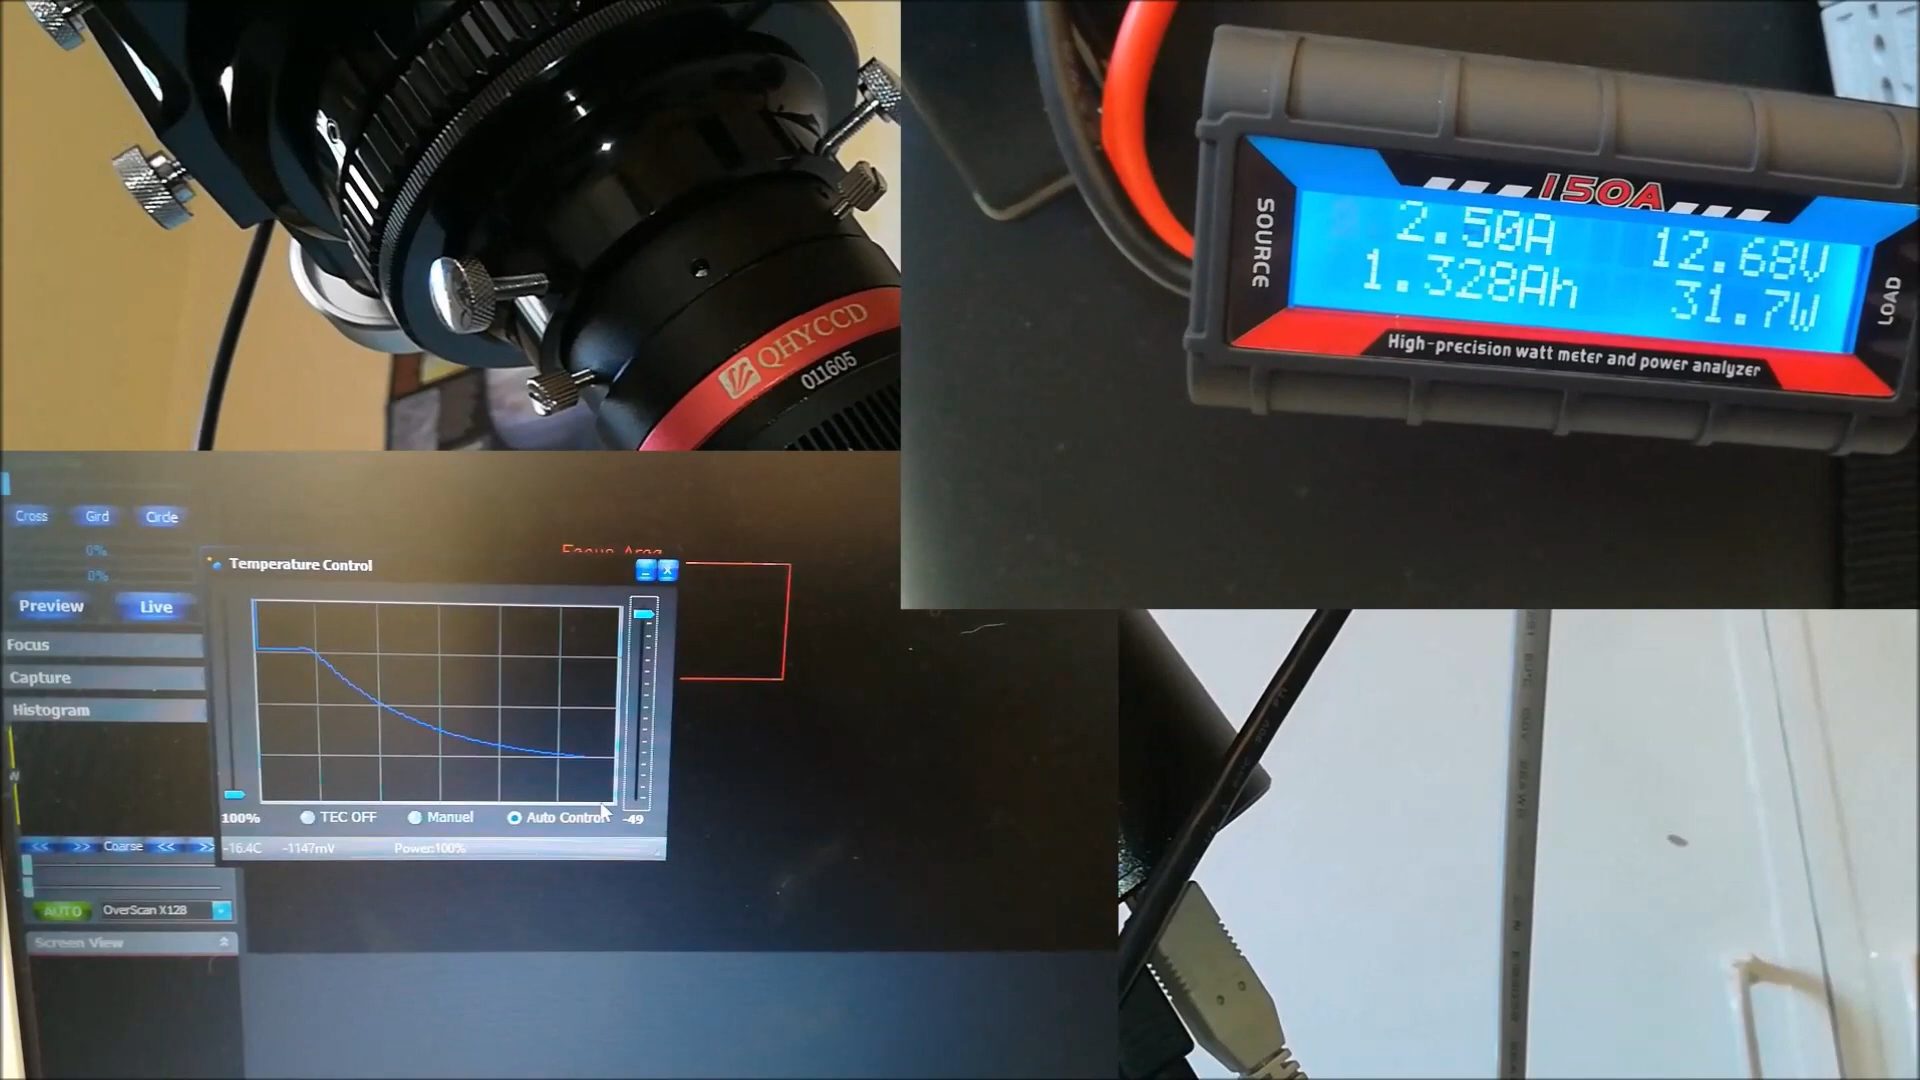 QHYCCD
011605
150A
SOURCE
2.50A 12.68V
1.328Ah 31.7W
LOAD
High-precision watt meter and power analyzer
Cross Gird Circle
0%
0%
Preview Live
Focus
Capture
Histogram
W
<< >> Coarse << >>
AUTO OverScan X128
Screen View
Focus Area
Temperature Control
100% TEC OFF Manuel Auto Control -49
-16.4C -1147mV Power:100%